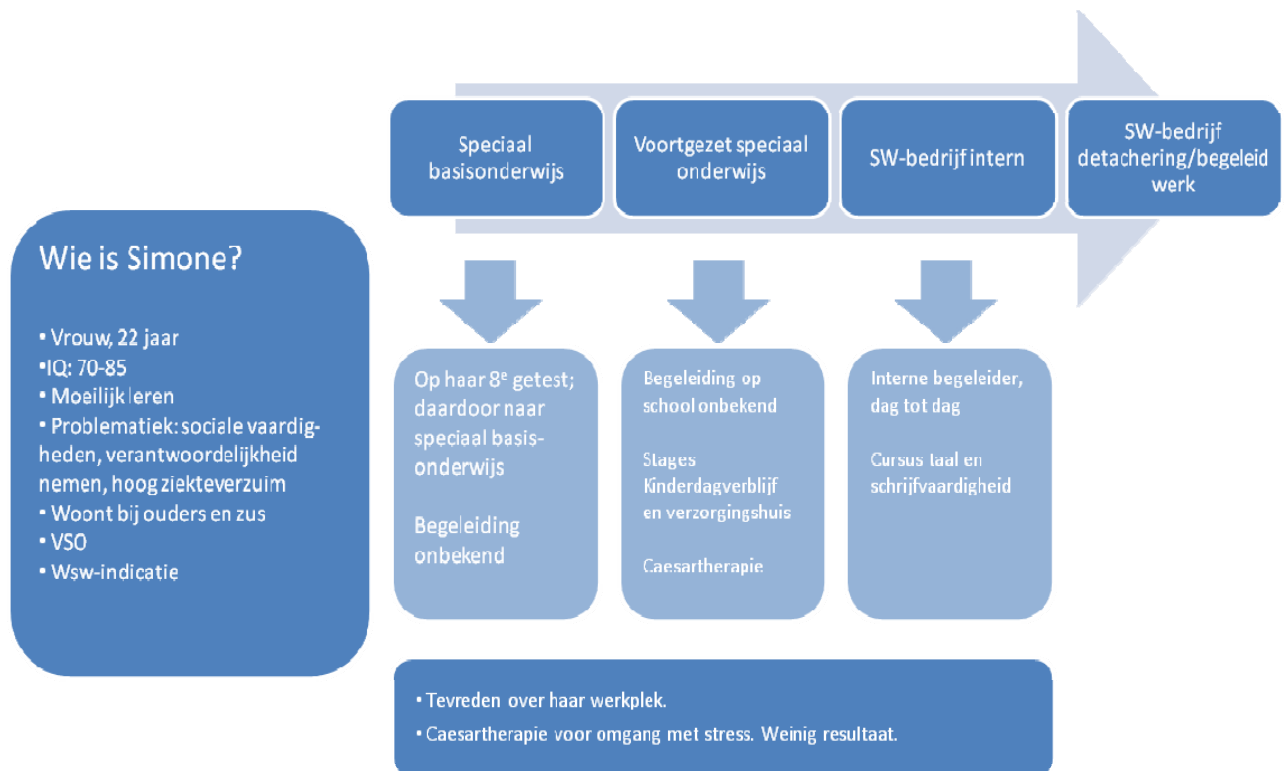 Speciaal
basisonderwijs
Voortgezet speciaal
onderwijs
SW-bedrijf intern
SW-bedrijf
detachering/begeleid
werk
Wie is Simone?
• Vrouw, 22 jaar
•IQ: 70-85
• Moeilijk leren
• Problematiek: sociale vaardig-
heden, verantwoordelijkheid
nemen, hoog ziekteverzuim
• Woont bij ouders en zus
• VSO
• Wsw-indicatie
Op haar 8e getest;
daardoor naar
speciaal basis-
onderwijs
Begeleiding
onbekend
Begeleiding op
school onbekend
Stages
Kinderdagverblijf
en verzorgingshuis
Caesartherapie
Interne begeleider,
dag tot dag
Cursus taal en
schrijfvaardigheid
• Tevreden over haar werkplek.
• Caesartherapie voor omgang met stress. Weinig resultaat.